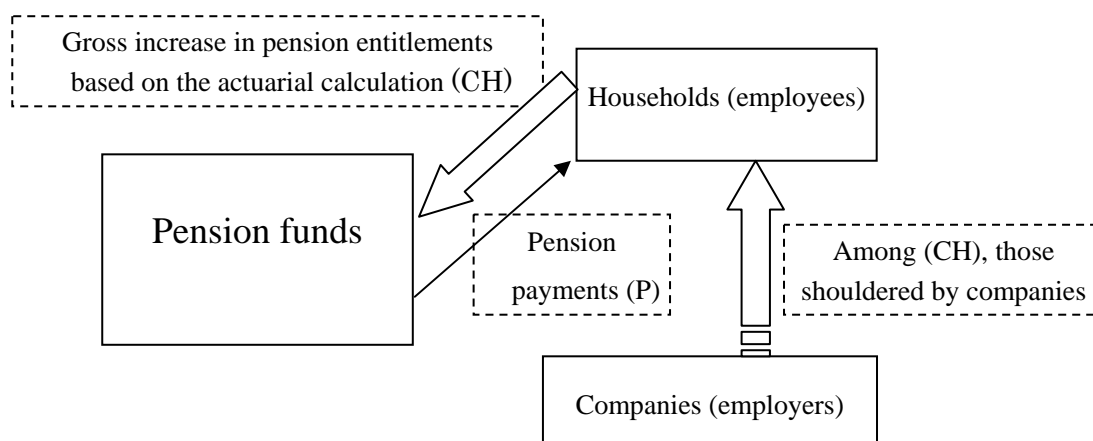 Gross increase in pension entitlements
based on the actuarial calculation (CH)
Households (employees)
Pension funds
Pension
payments (P)
Among (CH), those
shouldered by companies
Companies (employers)